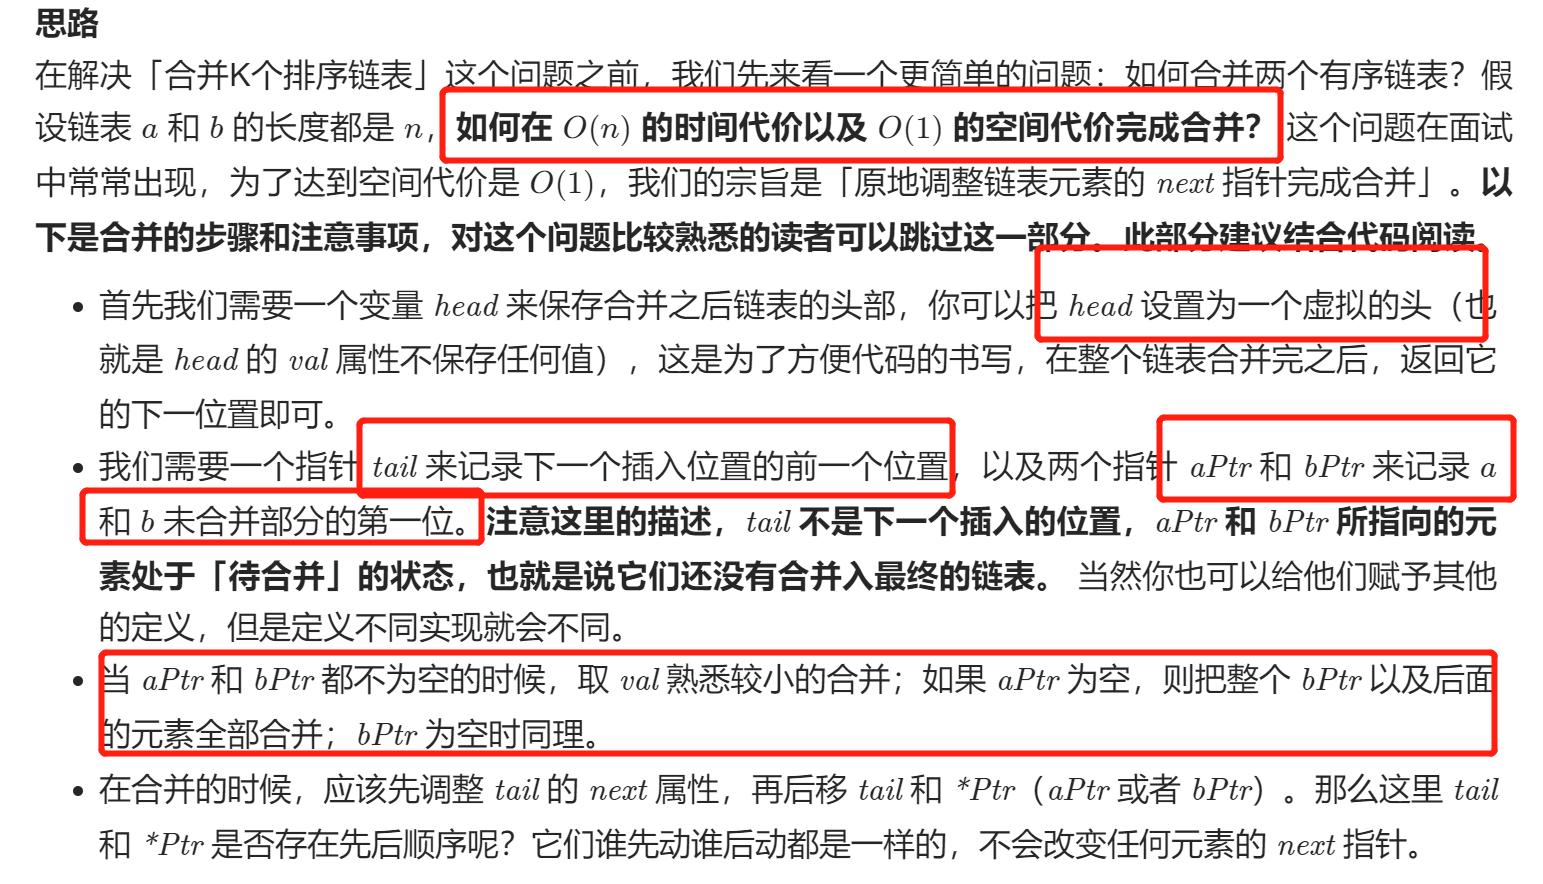 思路
在解决「合并K个排序链表」这个问题之前，我们先来看一个更简单的问题：如何合并两个有序链表？假
设链表 a 和 b 的长度都是 n，如何在 O(n) 的时间代价以及 O(1) 的空间代价完成合并？ 这个问题在面试
中常常出现，为了达到空间代价是 O(1)，我们的宗旨是「原地调整链表元素的 next 指针完成合并」。以
下是合并的步骤和注意事项，对这个问题比较熟悉的读者可以跳过这一部分。此部分建议结合代码阅读。
• 首先我们需要一个变量 head 来保存合并之后链表的头部，你可以把 head 设置为一个虚拟的头（也
就是 head 的 val 属性不保存任何值），这是为了方便代码的书写，在整个链表合并完之后，返回它
的下一位置即可。
• 我们需要一个指针 tail 来记录下一个插入位置的前一个位置，以及两个指针 aPtr 和 bPtr 来记录 a
和 b 未合并部分的第一位。注意这里的描述，tail 不是下一个插入的位置，aPtr 和 bPtr 所指向的元
素处于「待合并」的状态，也就是说它们还没有合并入最终的链表。 当然你也可以给他们赋予其他
的定义，但是定义不同实现就会不同。
• 当 aPtr 和 bPtr 都不为空的时候，取 val 熟悉较小的合并；如果 aPtr 为空，则把整个 bPtr 以及后面
的元素全部合并；bPtr 为空时同理。
• 在合并的时候，应该先调整 tail 的 next 属性，再后移 tail 和 *Ptr（aPtr 或者 bPtr）。那么这里 tail
和 *Ptr 是否存在先后顺序呢？它们谁先动谁后动都是一样的，不会改变任何元素的 next 指针。